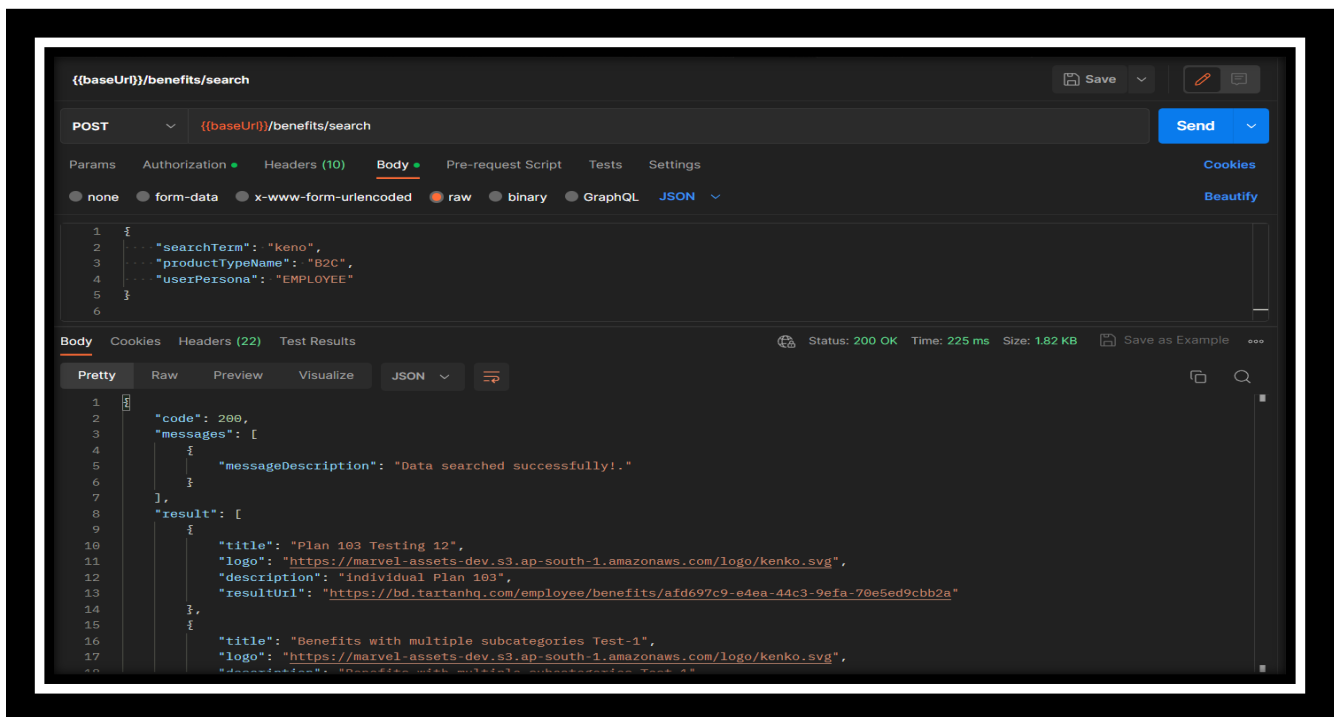 {{baseUrl}}/benefits/search
Save
POST {{baseUrl}}/benefits/search Send
Params Authorization Headers (10) Body Pre-request Script Tests Settings Cookies
none form-data x-www-form-urlencoded raw binary GraphQL JSON Beautify
1 {
2 "searchTerm": "keno",
3 "productTypeName": "B2C",
4 "userPersona": "EMPLOYEE"
5 }
6
Body Cookies Headers (22) Test Results Status: 200 OK Time: 225 ms Size: 1.82 KB Save as Example
Pretty Raw Preview Visualize JSON
1 {
2 "code": 200,
3 "messages": [
4 {
5 "messageDescription": "Data searched successfully!."
6 }
7 ],
8 "result": [
9 {
10 "title": "Plan 103 Testing 12",
11 "logo": "https://marvel-assets-dev.s3.ap-south-1.amazonaws.com/logo/kenko.svg",
12 "description": "individual Plan 103",
13 "resultUrl": "https://bd.tartanhq.com/employee/benefits/afd697c9-e4ea-44c3-9efa-70e5ed9cbb2a"
14 },
15 {
16 "title": "Benefits with multiple subcategories Test-1",
17 "logo": "https://marvel-assets-dev.s3.ap-south-1.amazonaws.com/logo/kenko.svg",